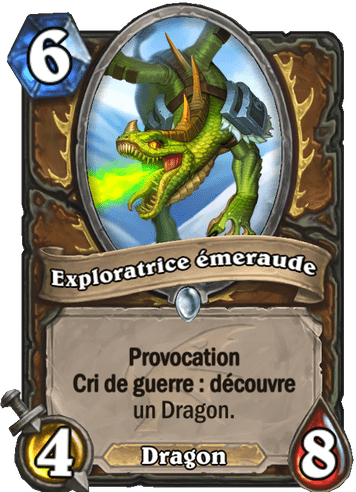 6
Exploratrice émeraude
Provocation
Cri de guerre : découvre
un Dragon.
4
Dragon
8